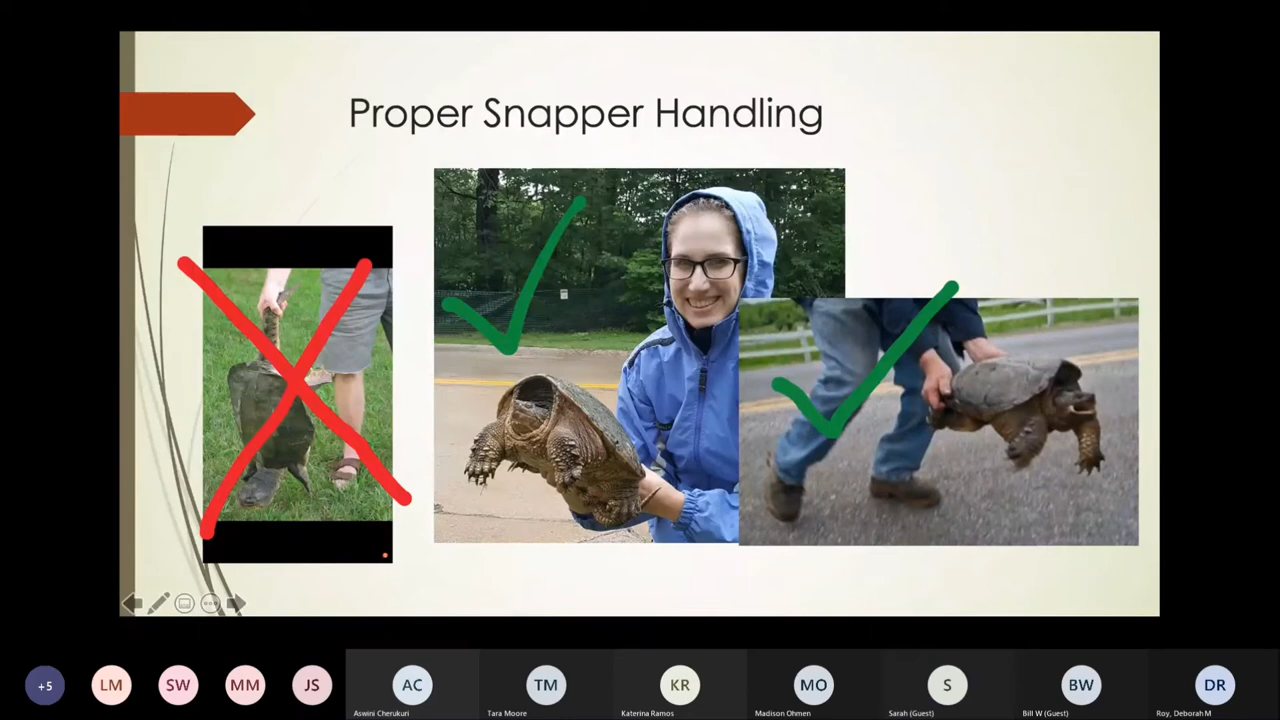 Proper Snapper Handling
+5
LM
SW
MM
JS
AC
TM
KR
MO
S
BW
DR
Aswini Cherukuri
Tara Moore
Katerina Ramos
Madison Ohmen
Sarah (Guest)
Bill W (Guest)
Roy, Deborah M